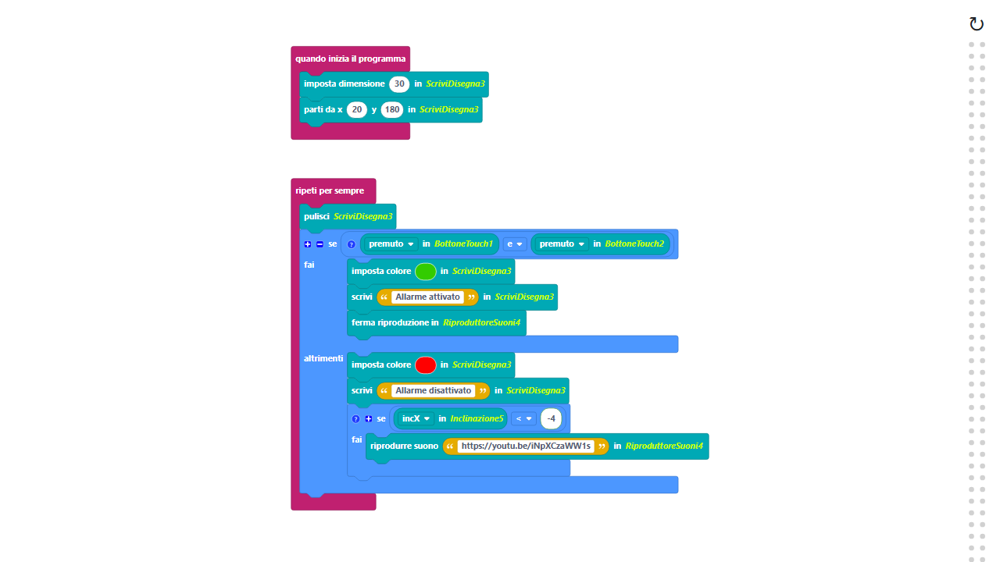 quando inizia il programma
imposta dimensione 30 in ScriviDisegna3
parti da x 20 y 180 in ScriviDisegna3
ripeti per sempre
pulisci ScriviDisegna3
se premuto in BottoneTouch1 e premuto in BottoneTouch2
fai
imposta colore in ScriviDisegna3
scrivi “ Allarme attivato ” in ScriviDisegna3
ferma riproduzione in RiproduttoreSuoni4
altrimenti
imposta colore in ScriviDisegna3
scrivi “ Allarme disattivato ” in ScriviDisegna3
se incX in Inclinazione5 < -4
fai
riprodurre suono “ https://youtu.be/iNpXCzaWW1s ” in RiproduttoreSuoni4